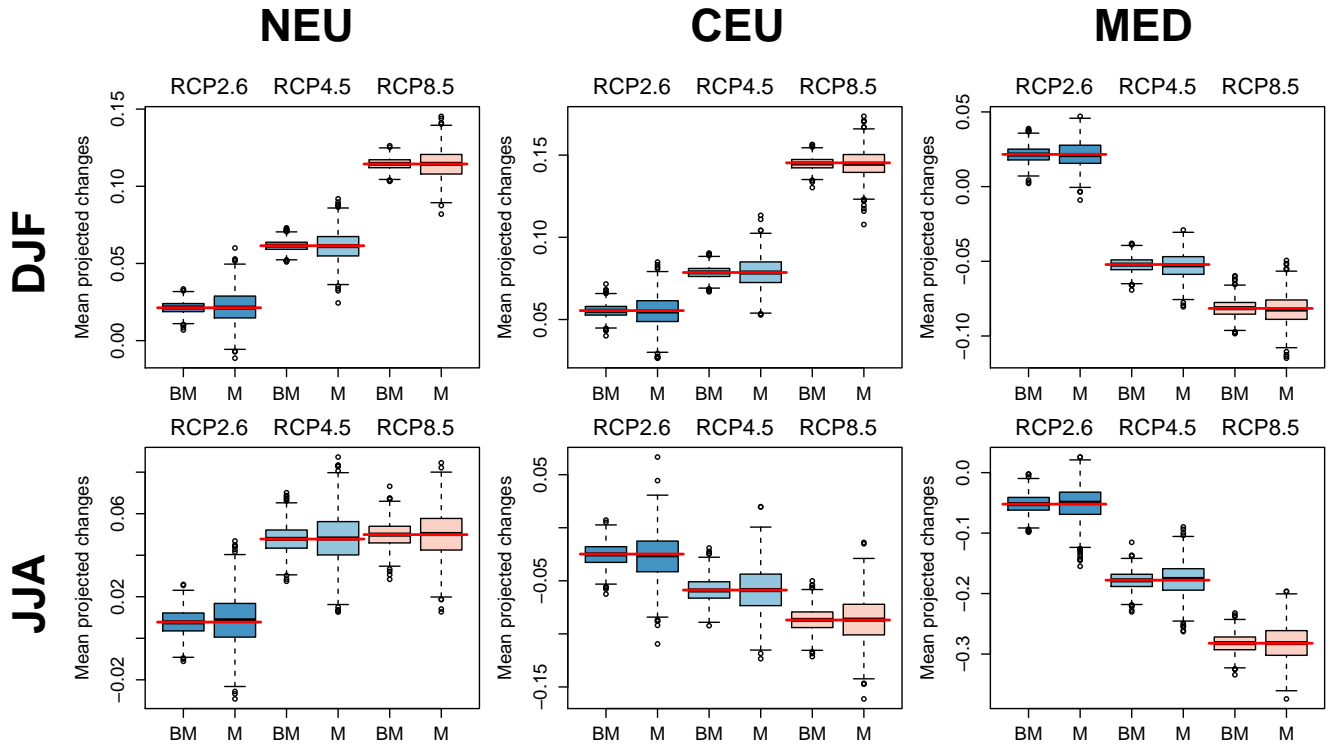 NEU CEU MED
DJF
RCP2.6 RCP4.5 RCP8.5
Mean projected changes
0.15
0.10
0.05
0.00
BM M BM M BM M
RCP2.6 RCP4.5 RCP8.5
Mean projected changes
0.15
0.10
0.05
BM M BM M BM M
RCP2.6 RCP4.5 RCP8.5
Mean projected changes
0.05
0.00
−0.05
−0.10
BM M BM M BM M
JJA
RCP2.6 RCP4.5 RCP8.5
Mean projected changes
0.06
0.02
−0.02
BM M BM M BM M
RCP2.6 RCP4.5 RCP8.5
Mean projected changes
0.05
−0.05
−0.15
BM M BM M BM M
RCP2.6 RCP4.5 RCP8.5
Mean projected changes
0.0
−0.1
−0.2
−0.3
BM M BM M BM M